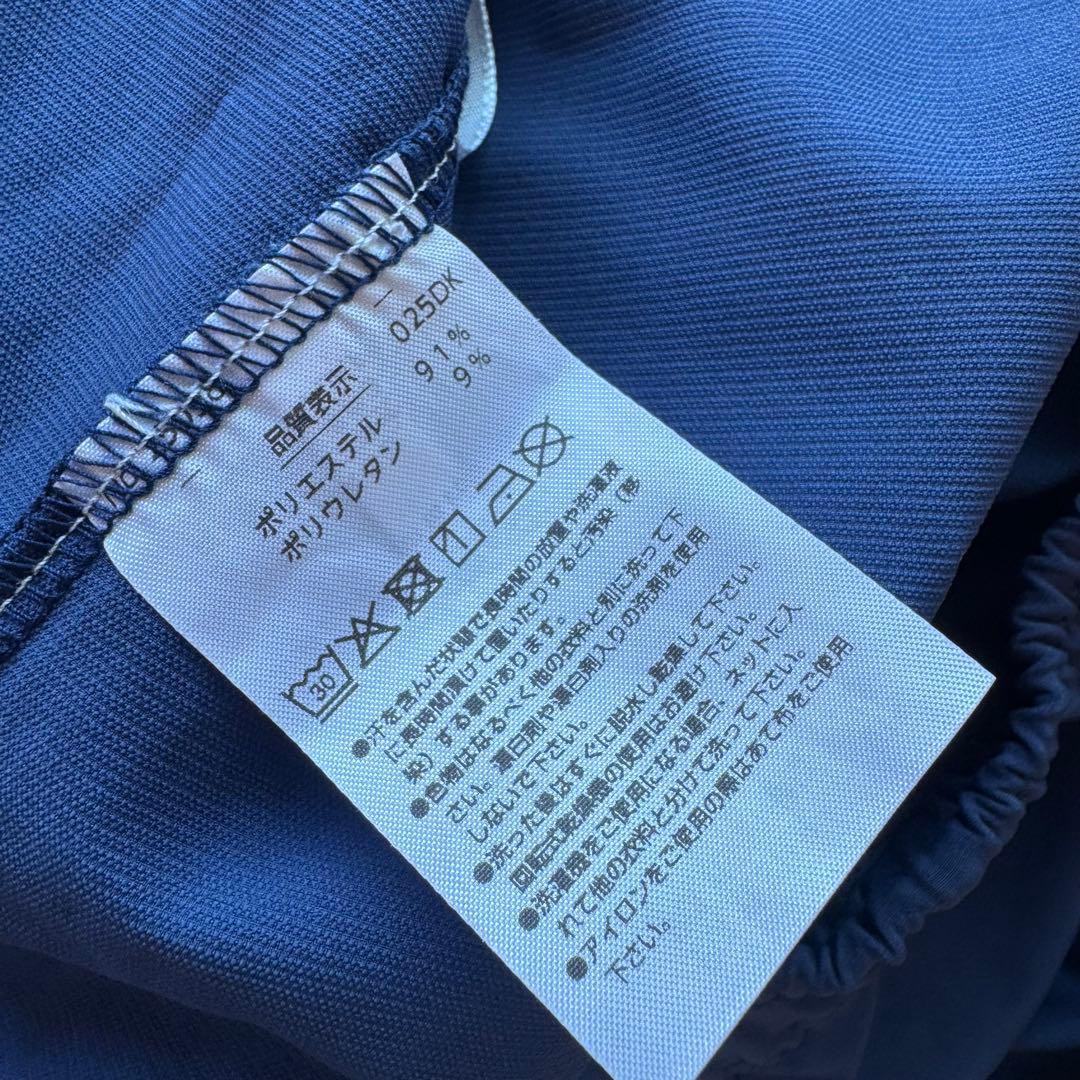 025DK
品質表示
ポリエステル 91%
ポリウレタン 9%
30
●汗を含んだ状態で長時間の放置や洗濯液
に長時間漬けて置いたりすると汚染（移
染）する場合があります。
●色物はなるべく他の衣料と別に洗って下
さい。漂白剤や漂白剤入りの洗剤を使用
しないで下さい。
●洗った後はすぐに脱水し乾燥して下さい。
回転式乾燥機の使用はお避け下さい。
●洗濯機をご使用になる場合、ネットに入
れて他の衣料と分けて洗って下さい。
●アイロンをご使用の際はあて布をご使用
下さい。